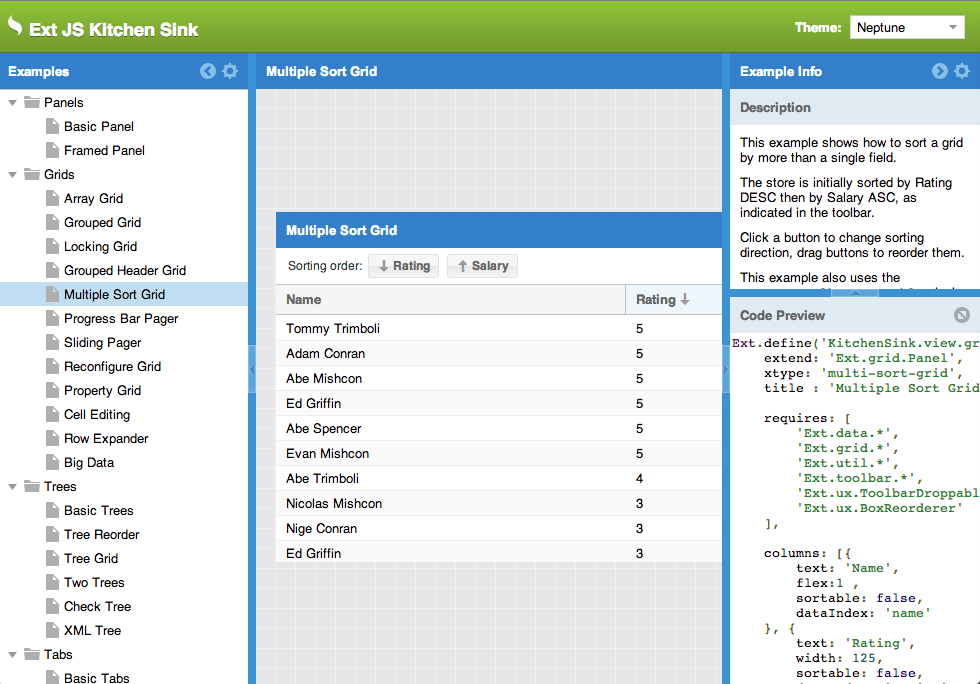 Ext JS Kitchen Sink
Theme:
Neptune
Examples
Panels
Basic Panel
Framed Panel
Grids
Array Grid
Grouped Grid
Locking Grid
Grouped Header Grid
Multiple Sort Grid
Progress Bar Pager
Sliding Pager
Reconfigure Grid
Property Grid
Cell Editing
Row Expander
Big Data
Trees
Basic Trees
Tree Reorder
Tree Grid
Two Trees
Check Tree
XML Tree
Tabs
Basic Tabs
Multiple Sort Grid
Multiple Sort Grid
Sorting order: Rating Salary
Name Rating
Tommy Trimboli 5
Adam Conran 5
Abe Mishcon 5
Ed Griffin 5
Abe Spencer 5
Evan Mishcon 5
Abe Trimboli 4
Nicolas Mishcon 3
Nige Conran 3
Ed Griffin 3
Example Info
Description
This example shows how to sort a grid
by more than a single field.
The store is initially sorted by Rating
DESC then by Salary ASC, as
indicated in the toolbar.
Click a button to change sorting
direction, drag buttons to reorder them.
This example also uses the
Code Preview
Ext.define('KitchenSink.view.gr
extend: 'Ext.grid.Panel',
xtype: 'multi-sort-grid',
title : 'Multiple Sort Grid
requires: [
'Ext.data.*',
'Ext.grid.*',
'Ext.util.*',
'Ext.toolbar.*',
'Ext.ux.ToolbarDroppabl
'Ext.ux.BoxReorderer'
],
columns: [{
text: 'Name',
flex:1 ,
sortable: false,
dataIndex: 'name'
}, {
text: 'Rating',
width: 125,
sortable: false,